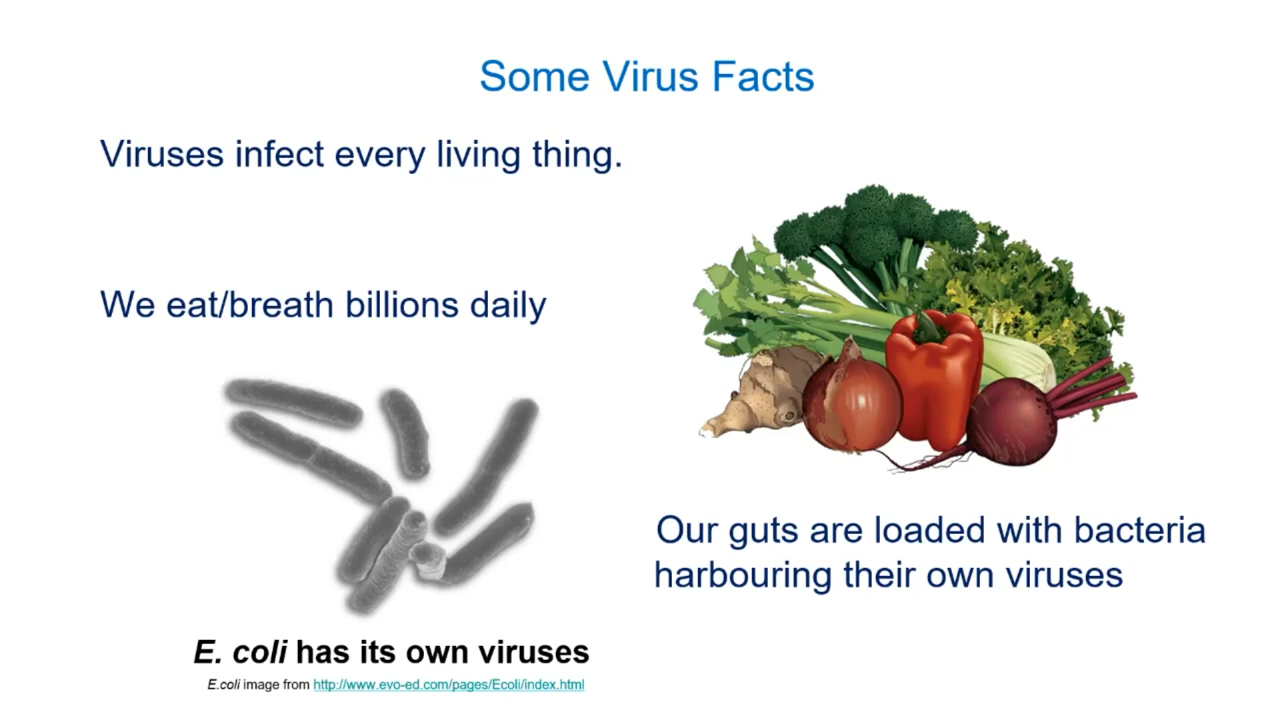 Some Virus Facts
Viruses infect every living thing.
We eat/breath billions daily
Our guts are loaded with bacteria
harbouring their own viruses
E. coli has its own viruses
E.coli image from http://www.evo-ed.com/pages/Ecoli/index.html